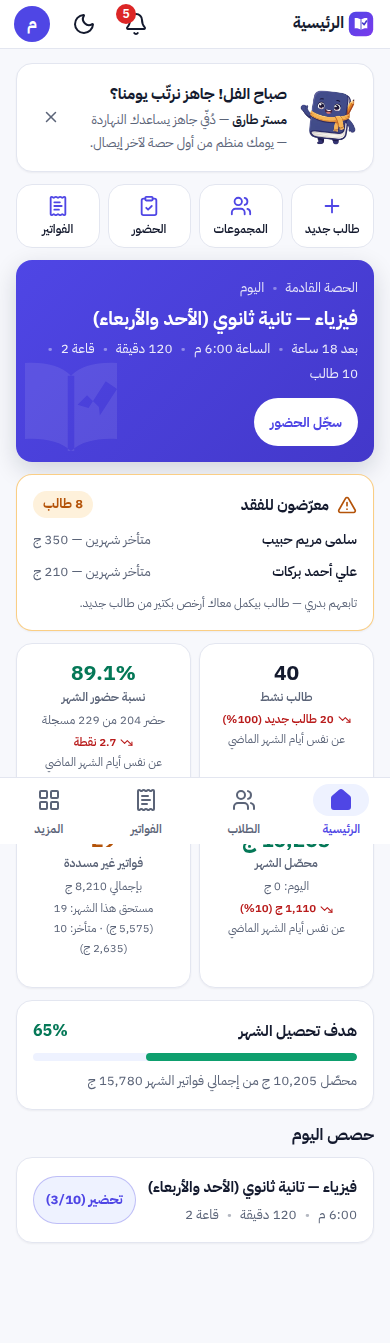 الرئيسية
5
م
صباح الفل! جاهز نرتّب يومنا؟
مستر طارق — دُفّي جاهز يساعدك النهاردة
— يومك منظم من أول حصة لآخر إيصال.
طالب جديد
المجموعات
الحضور
الفواتير
الحصة القادمة • اليوم
فيزياء — تانية ثانوي (الأحد والأربعاء)
بعد 18 ساعة • الساعة 6:00 م • 120 دقيقة • قاعة 2 •
10 طالب
سجّل الحضور
معرّضون للفقد
8 طالب
سلمى مريم حبيب
متأخر شهرين — 350 ج
علي أحمد بركات
متأخر شهرين — 210 ج
تابعهم بدري — طالب بيكمل معاك أرخص بكتير من طالب جديد.
40
طالب نشط
20 طالب جديد (100%)
عن نفس أيام الشهر الماضي
89.1%
نسبة حضور الشهر
حضر 204 من 229 مسجلة
2.7 نقطة
عن نفس أيام الشهر الماضي
الرئيسية
الطلاب
الفواتير
المزيد
محصّل الشهر
اليوم: 0 ج
1,110 ج (10%)
عن نفس أيام الشهر الماضي
فواتير غير مسددة
بإجمالي 8,210 ج
مستحق هذا الشهر: 19
(5,575 ج) · متأخر: 10
(2,635 ج)
هدف تحصيل الشهر
65%
محصّل 10,205 ج من إجمالي فواتير الشهر 15,780 ج
حصص اليوم
فيزياء — تانية ثانوي (الأحد والأربعاء)
6:00 م • 120 دقيقة • قاعة 2
تحضير (3/10)